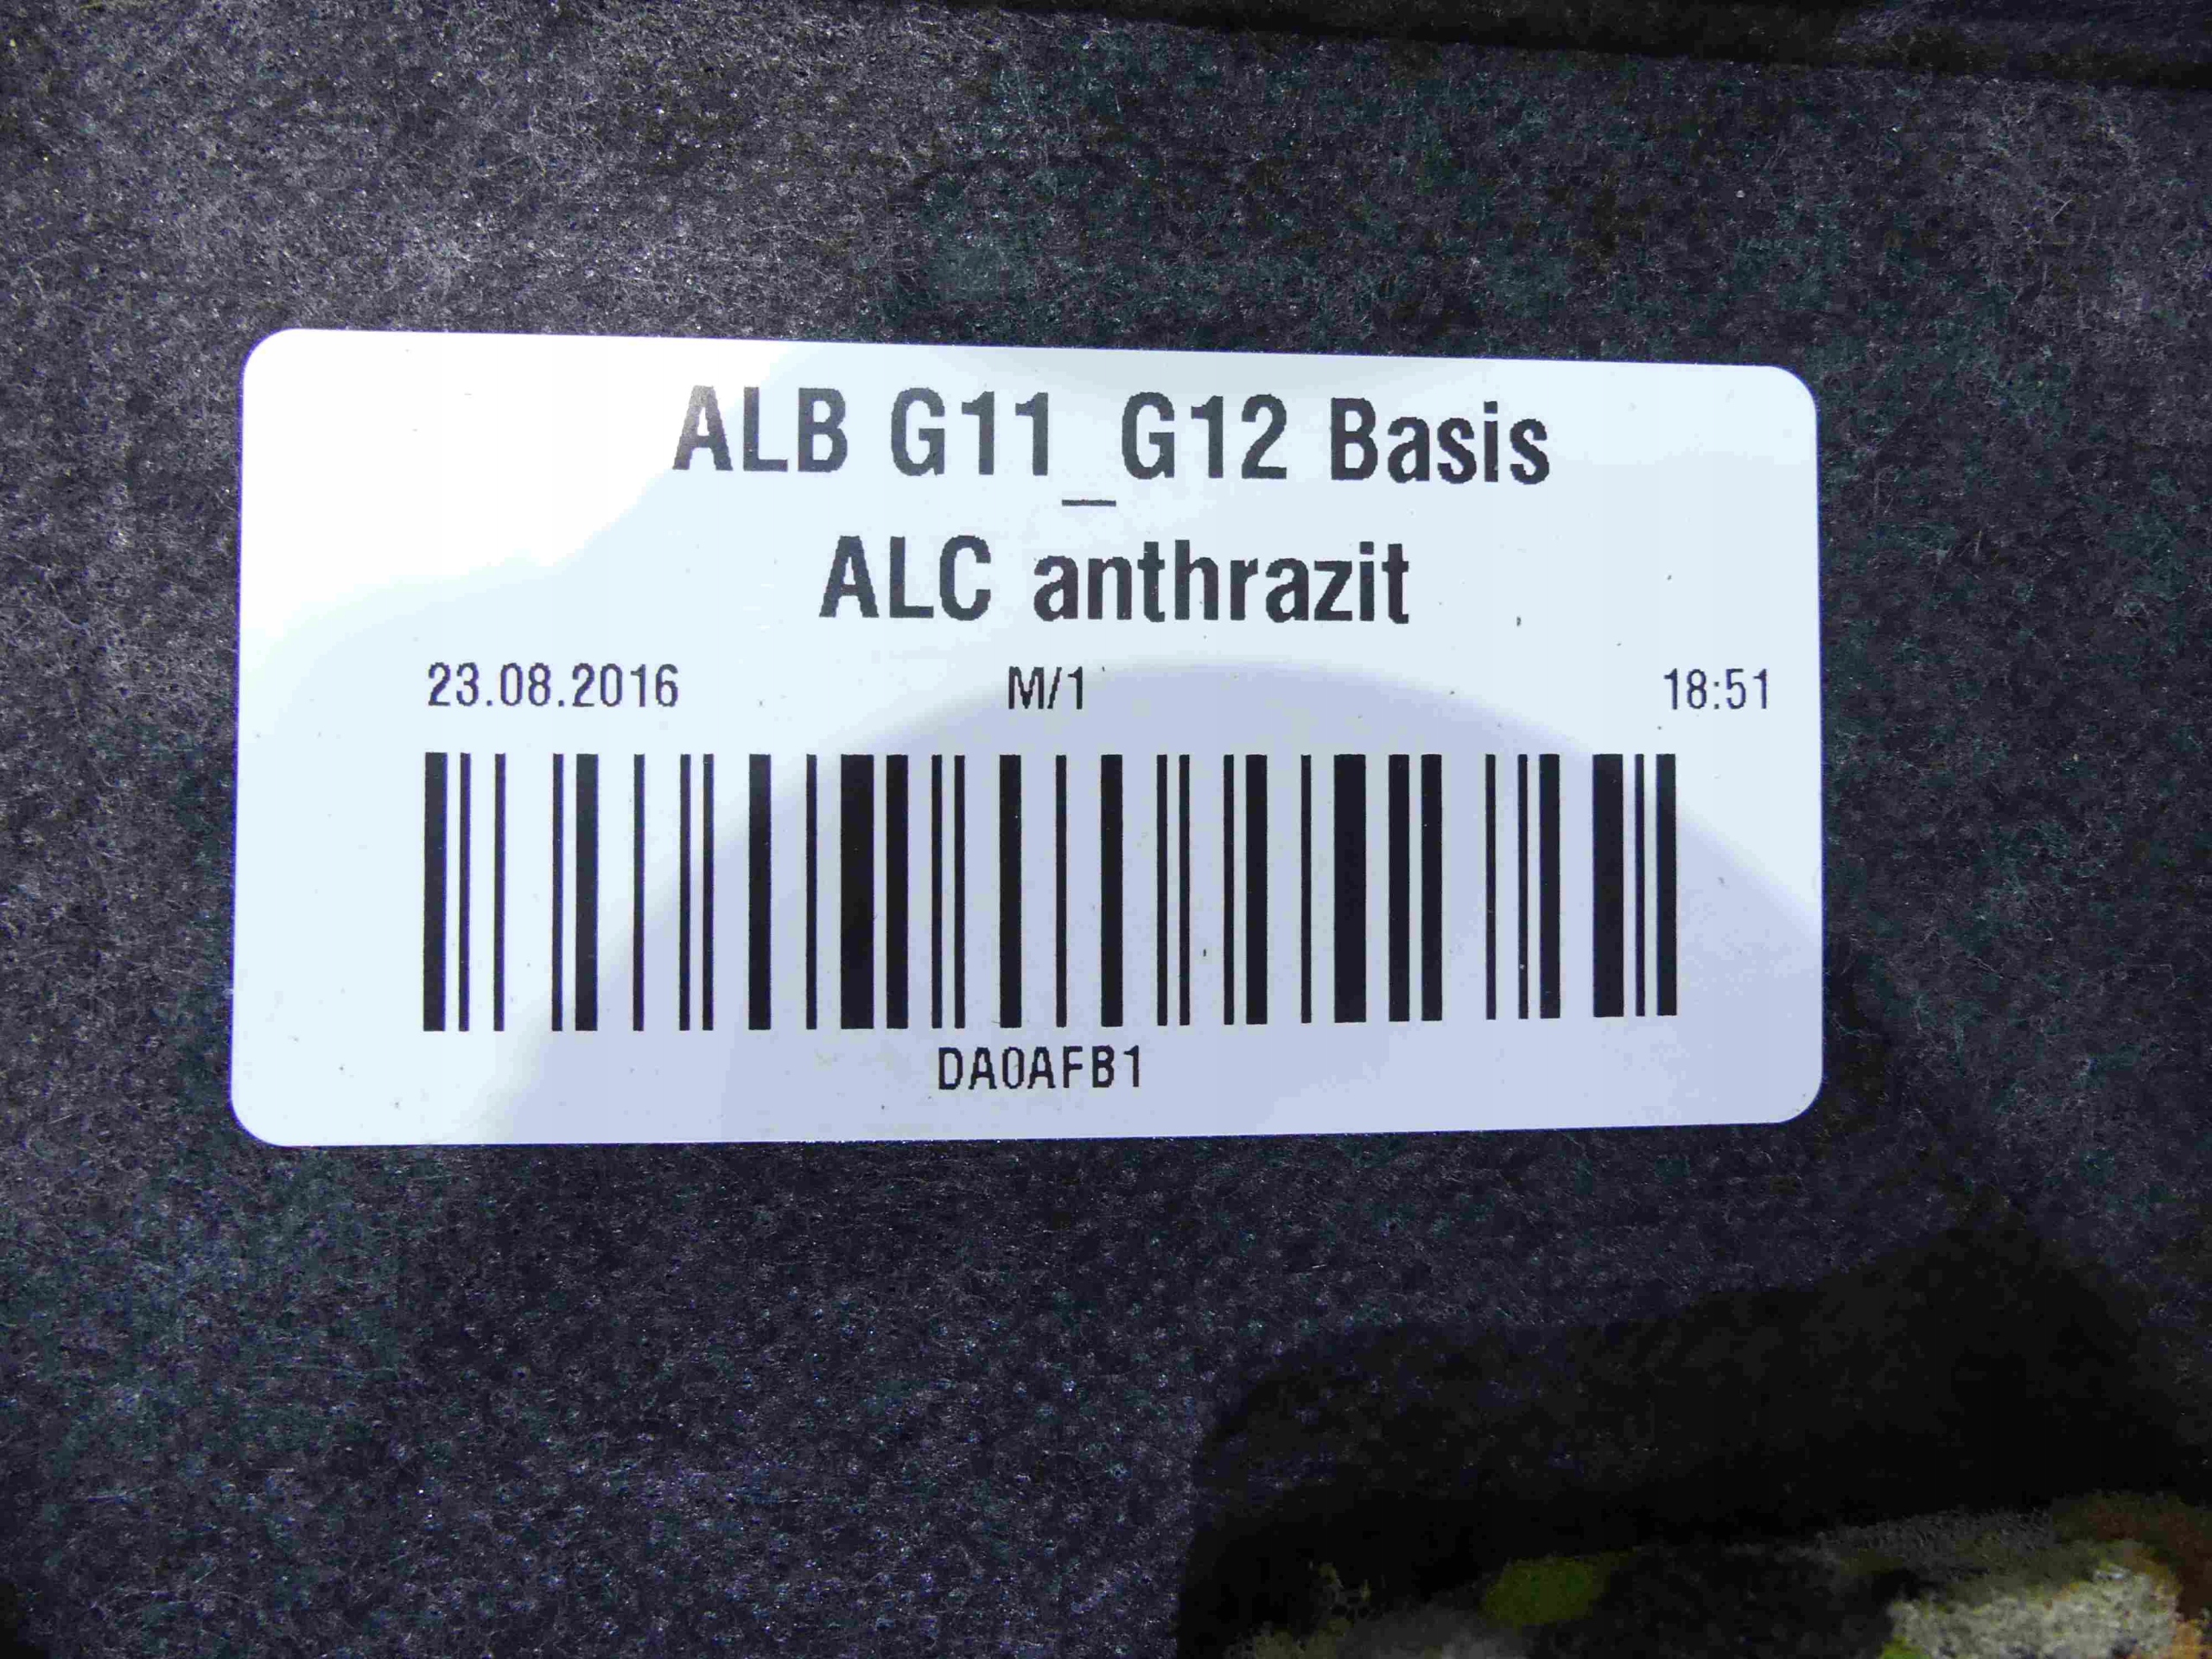 ALB G11_G12 Basis
ALC anthrazit
23.08.2016 M/1 18:51
DA0AFB1